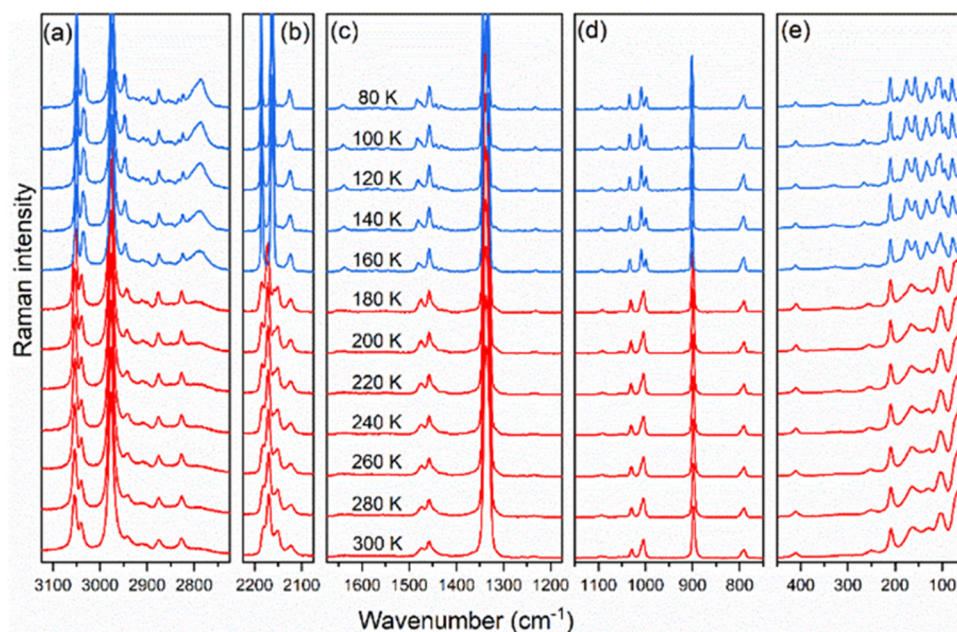 (a)
(b)
(c)
(d)
(e)
80 K
100 K
120 K
140 K
160 K
180 K
200 K
220 K
240 K
260 K
280 K
300 K
Raman intensity
3100 3000 2900 2800
2200 2100
1600 1500 1400 1300 1200
1100 1000 900 800
400 300 200 100
Wavenumber (cm⁻¹)